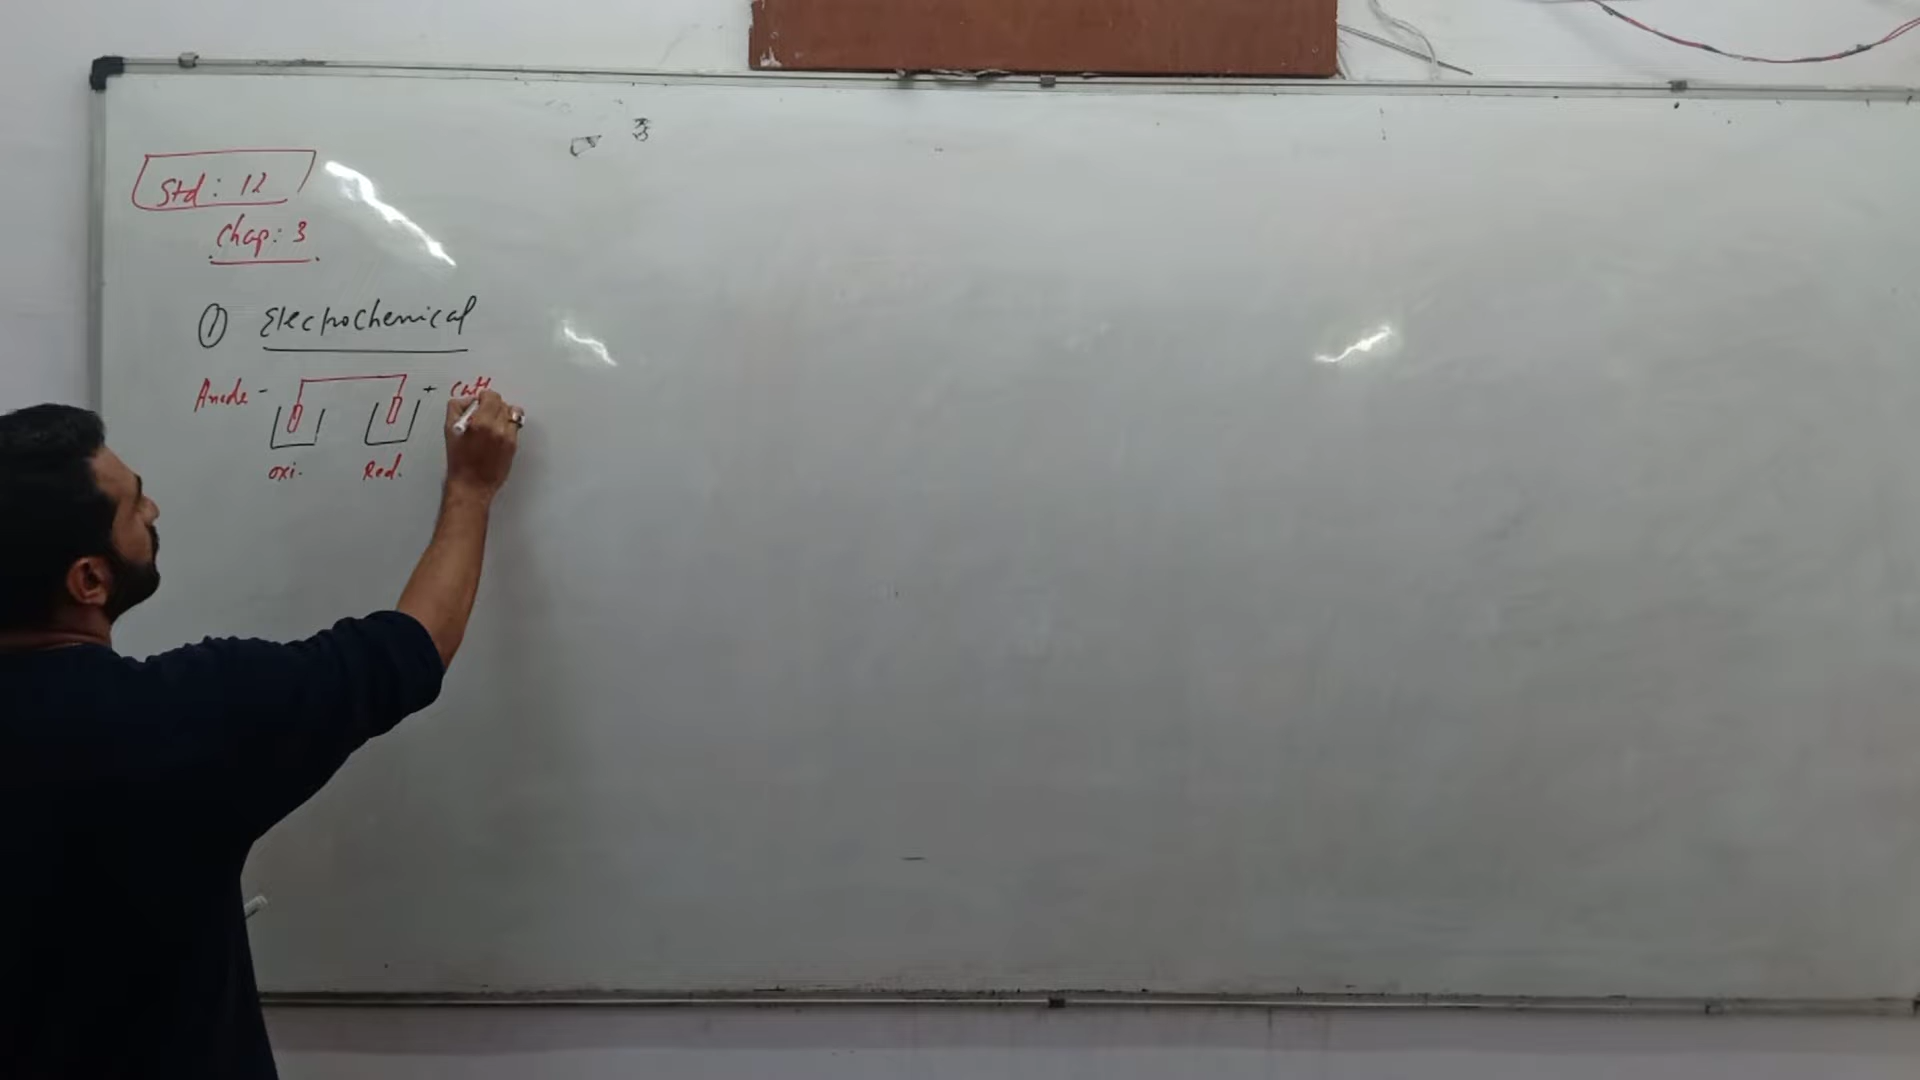 Std: 12
Chap: 3
① Electrochemical
Anode - + Cath
oxi. Red.